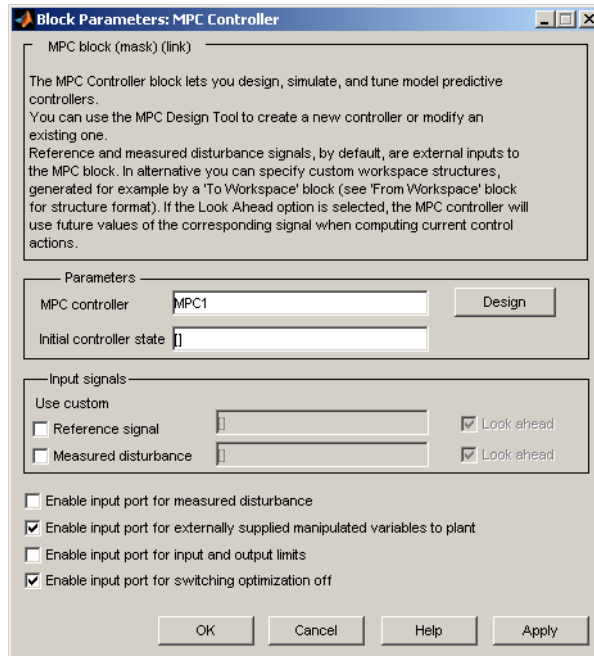 Block Parameters: MPC Controller
MPC block (mask) (link)
The MPC Controller block lets you design, simulate, and tune model predictive
controllers.
You can use the MPC Design Tool to create a new controller or modify an
existing one.
Reference and measured disturbance signals, by default, are external inputs to
the MPC block. In alternative you can specify custom workspace structures,
generated for example by a 'To Workspace' block (see 'From Workspace' block
for structure format). If the Look Ahead option is selected, the MPC controller will
use future values of the corresponding signal when computing current control
actions.
Parameters
MPC controller MPC1 Design
Initial controller state []
Input signals
Use custom
Reference signal [] Look ahead
Measured disturbance [] Look ahead
Enable input port for measured disturbance
Enable input port for externally supplied manipulated variables to plant
Enable input port for input and output limits
Enable input port for switching optimization off
OK Cancel Help Apply